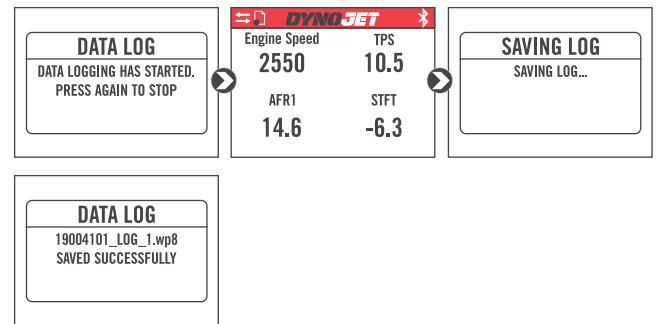 DATA LOG
DATA LOGGING HAS STARTED.
PRESS AGAIN TO STOP
DYNOJET
Engine Speed TPS
2550 10.5
AFR1 STFT
14.6 -6.3
SAVING LOG
SAVING LOG...
DATA LOG
19004101_LOG_1.wp8
SAVED SUCCESSFULLY